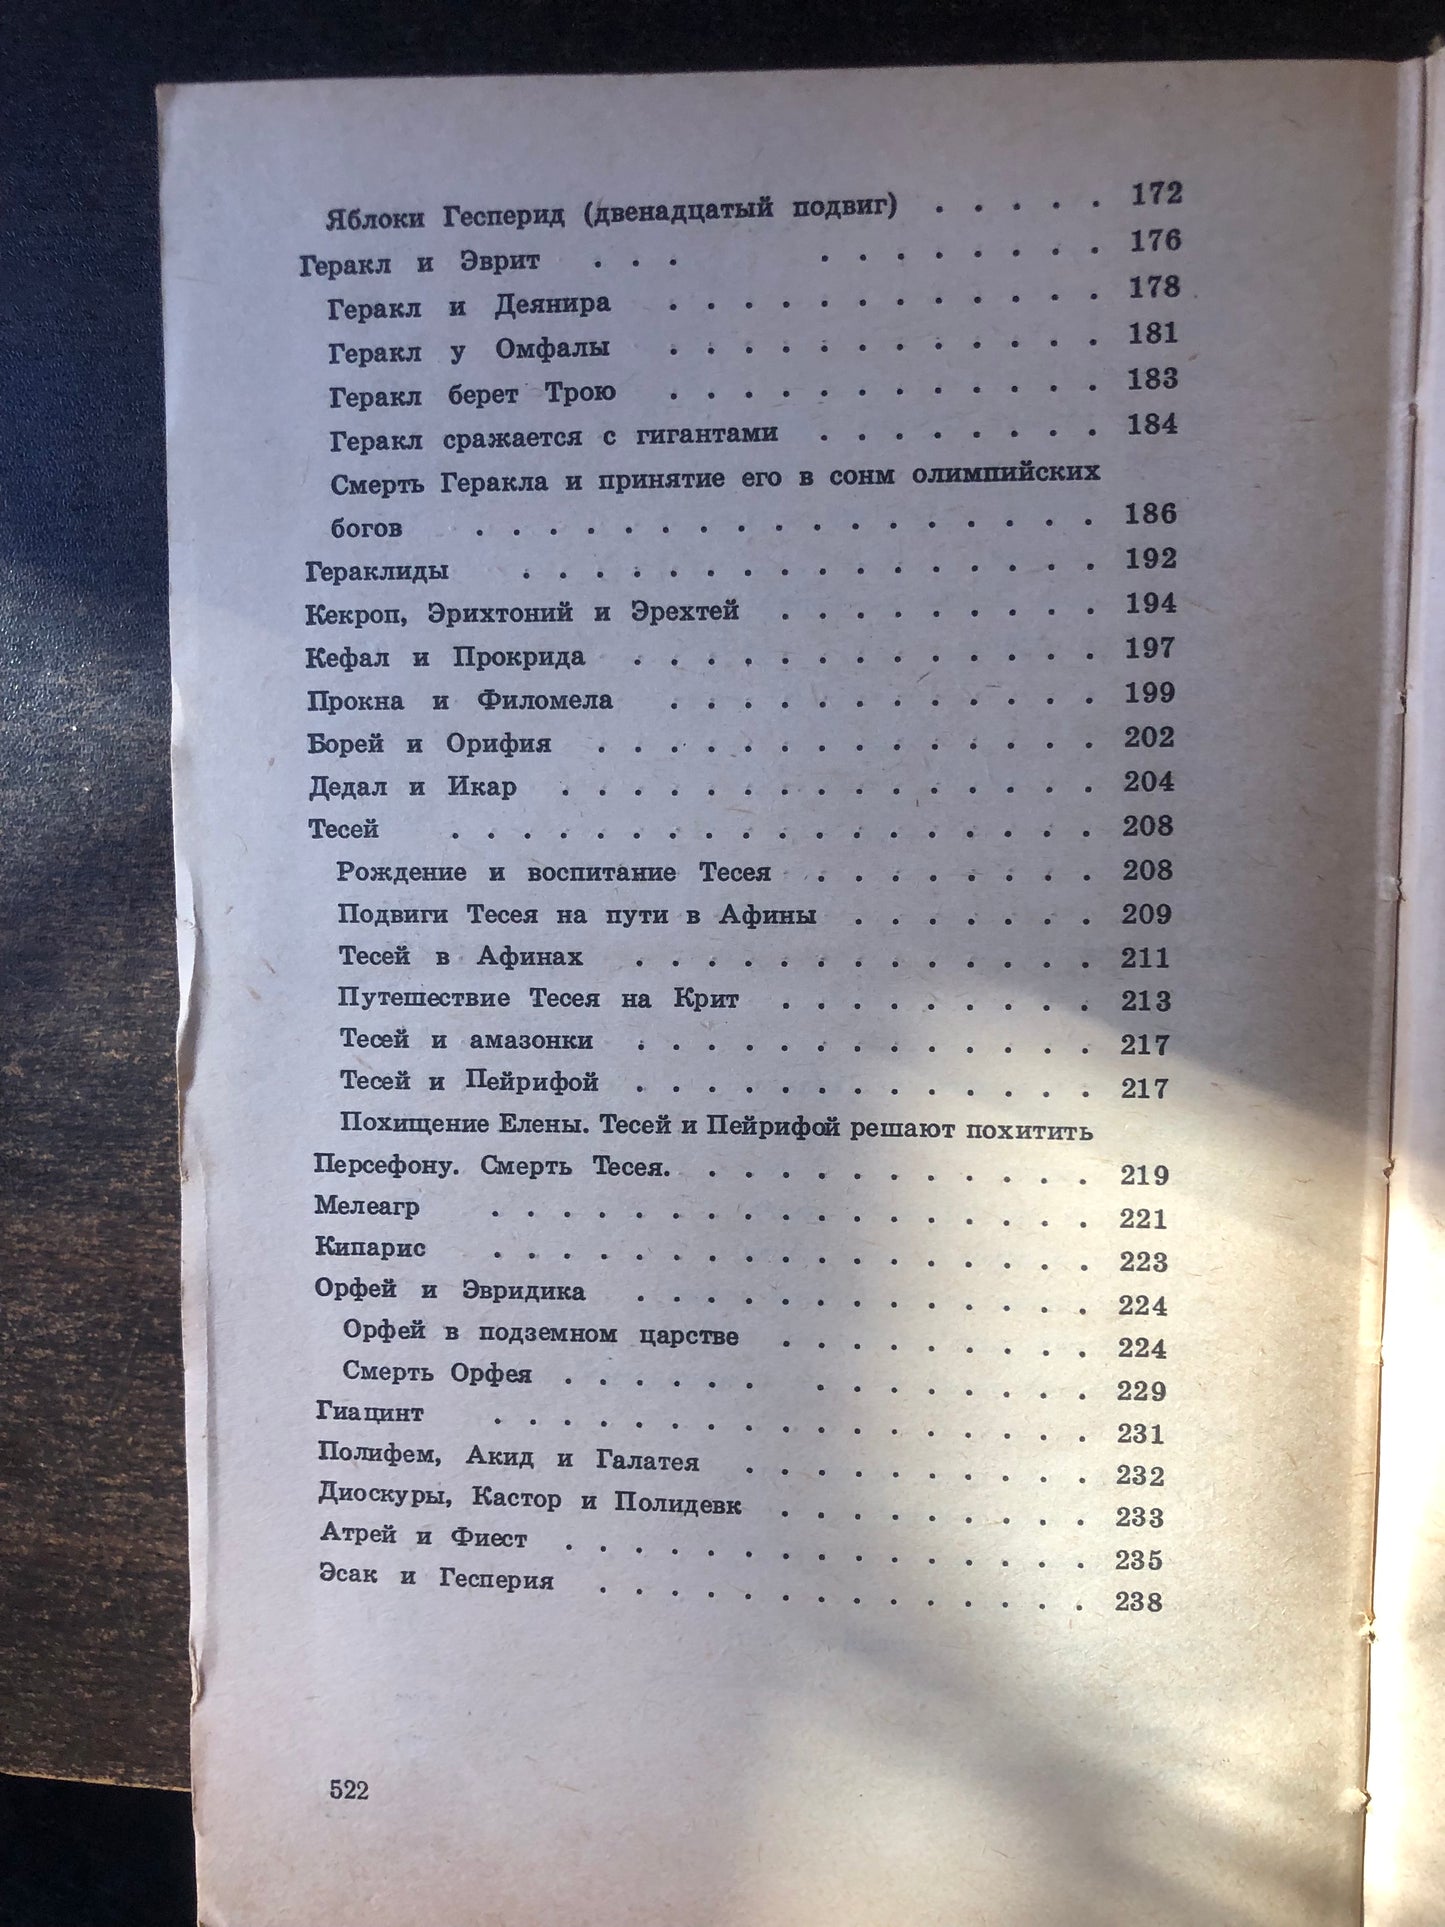 Яблоки Гесперид (двенадцатый подвиг) . . . . . 172
Геракл и Эврит . . . . . . . . . . . 176
Геракл и Деянира . . . . . . . . . . . . 178
Геракл у Омфалы . . . . . . . . . . . . 181
Геракл берет Трою . . . . . . . . . . . . 183
Геракл сражается с гигантами . . . . . . . . 184
Смерть Геракла и принятие его в сонм олимпийских
богов . . . . . . . . . . . . . . . . . 186
Гераклиды . . . . . . . . . . . . . . . . 192
Кекроп, Эрихтоний и Эрехтей . . . . . . . . . 194
Кефал и Прокрида . . . . . . . . . . . . . 197
Прокна и Филомела . . . . . . . . . . . . 199
Борей и Орифия . . . . . . . . . . . . . . 202
Дедал и Икар . . . . . . . . . . . . . . . 204
Тесей . . . . . . . . . . . . . . . . . . 208
Рождение и воспитание Тесея . . . . . . . . 208
Подвиги Тесея на пути в Афины . . . . . . . 209
Тесей в Афинах . . . . . . . . . . . . . 211
Путешествие Тесея на Крит . . . . . . . . . 213
Тесей и амазонки . . . . . . . . . . . . . 217
Тесей и Пейрифой . . . . . . . . . . . . . 217
Похищение Елены. Тесей и Пейрифой решают похитить
Персефону. Смерть Тесея. . . . . . . . . . . . 219
Мелеагр . . . . . . . . . . . . . . . . . 221
Кипарис . . . . . . . . . . . . . . . . . 223
Орфей и Эвридика . . . . . . . . . . . . . 224
Орфей в подземном царстве . . . . . . . . . 224
Смерть Орфея . . . . . . . . . . . . . . 229
Гиацинт . . . . . . . . . . . . . . . . . 231
Полифем, Акид и Галатея . . . . . . . . . . 232
Диоскуры, Кастор и Полидевк . . . . . . . . . 233
Атрей и Фиест . . . . . . . . . . . . . . . 235
Эсак и Гесперия . . . . . . . . . . . . . . 238
522